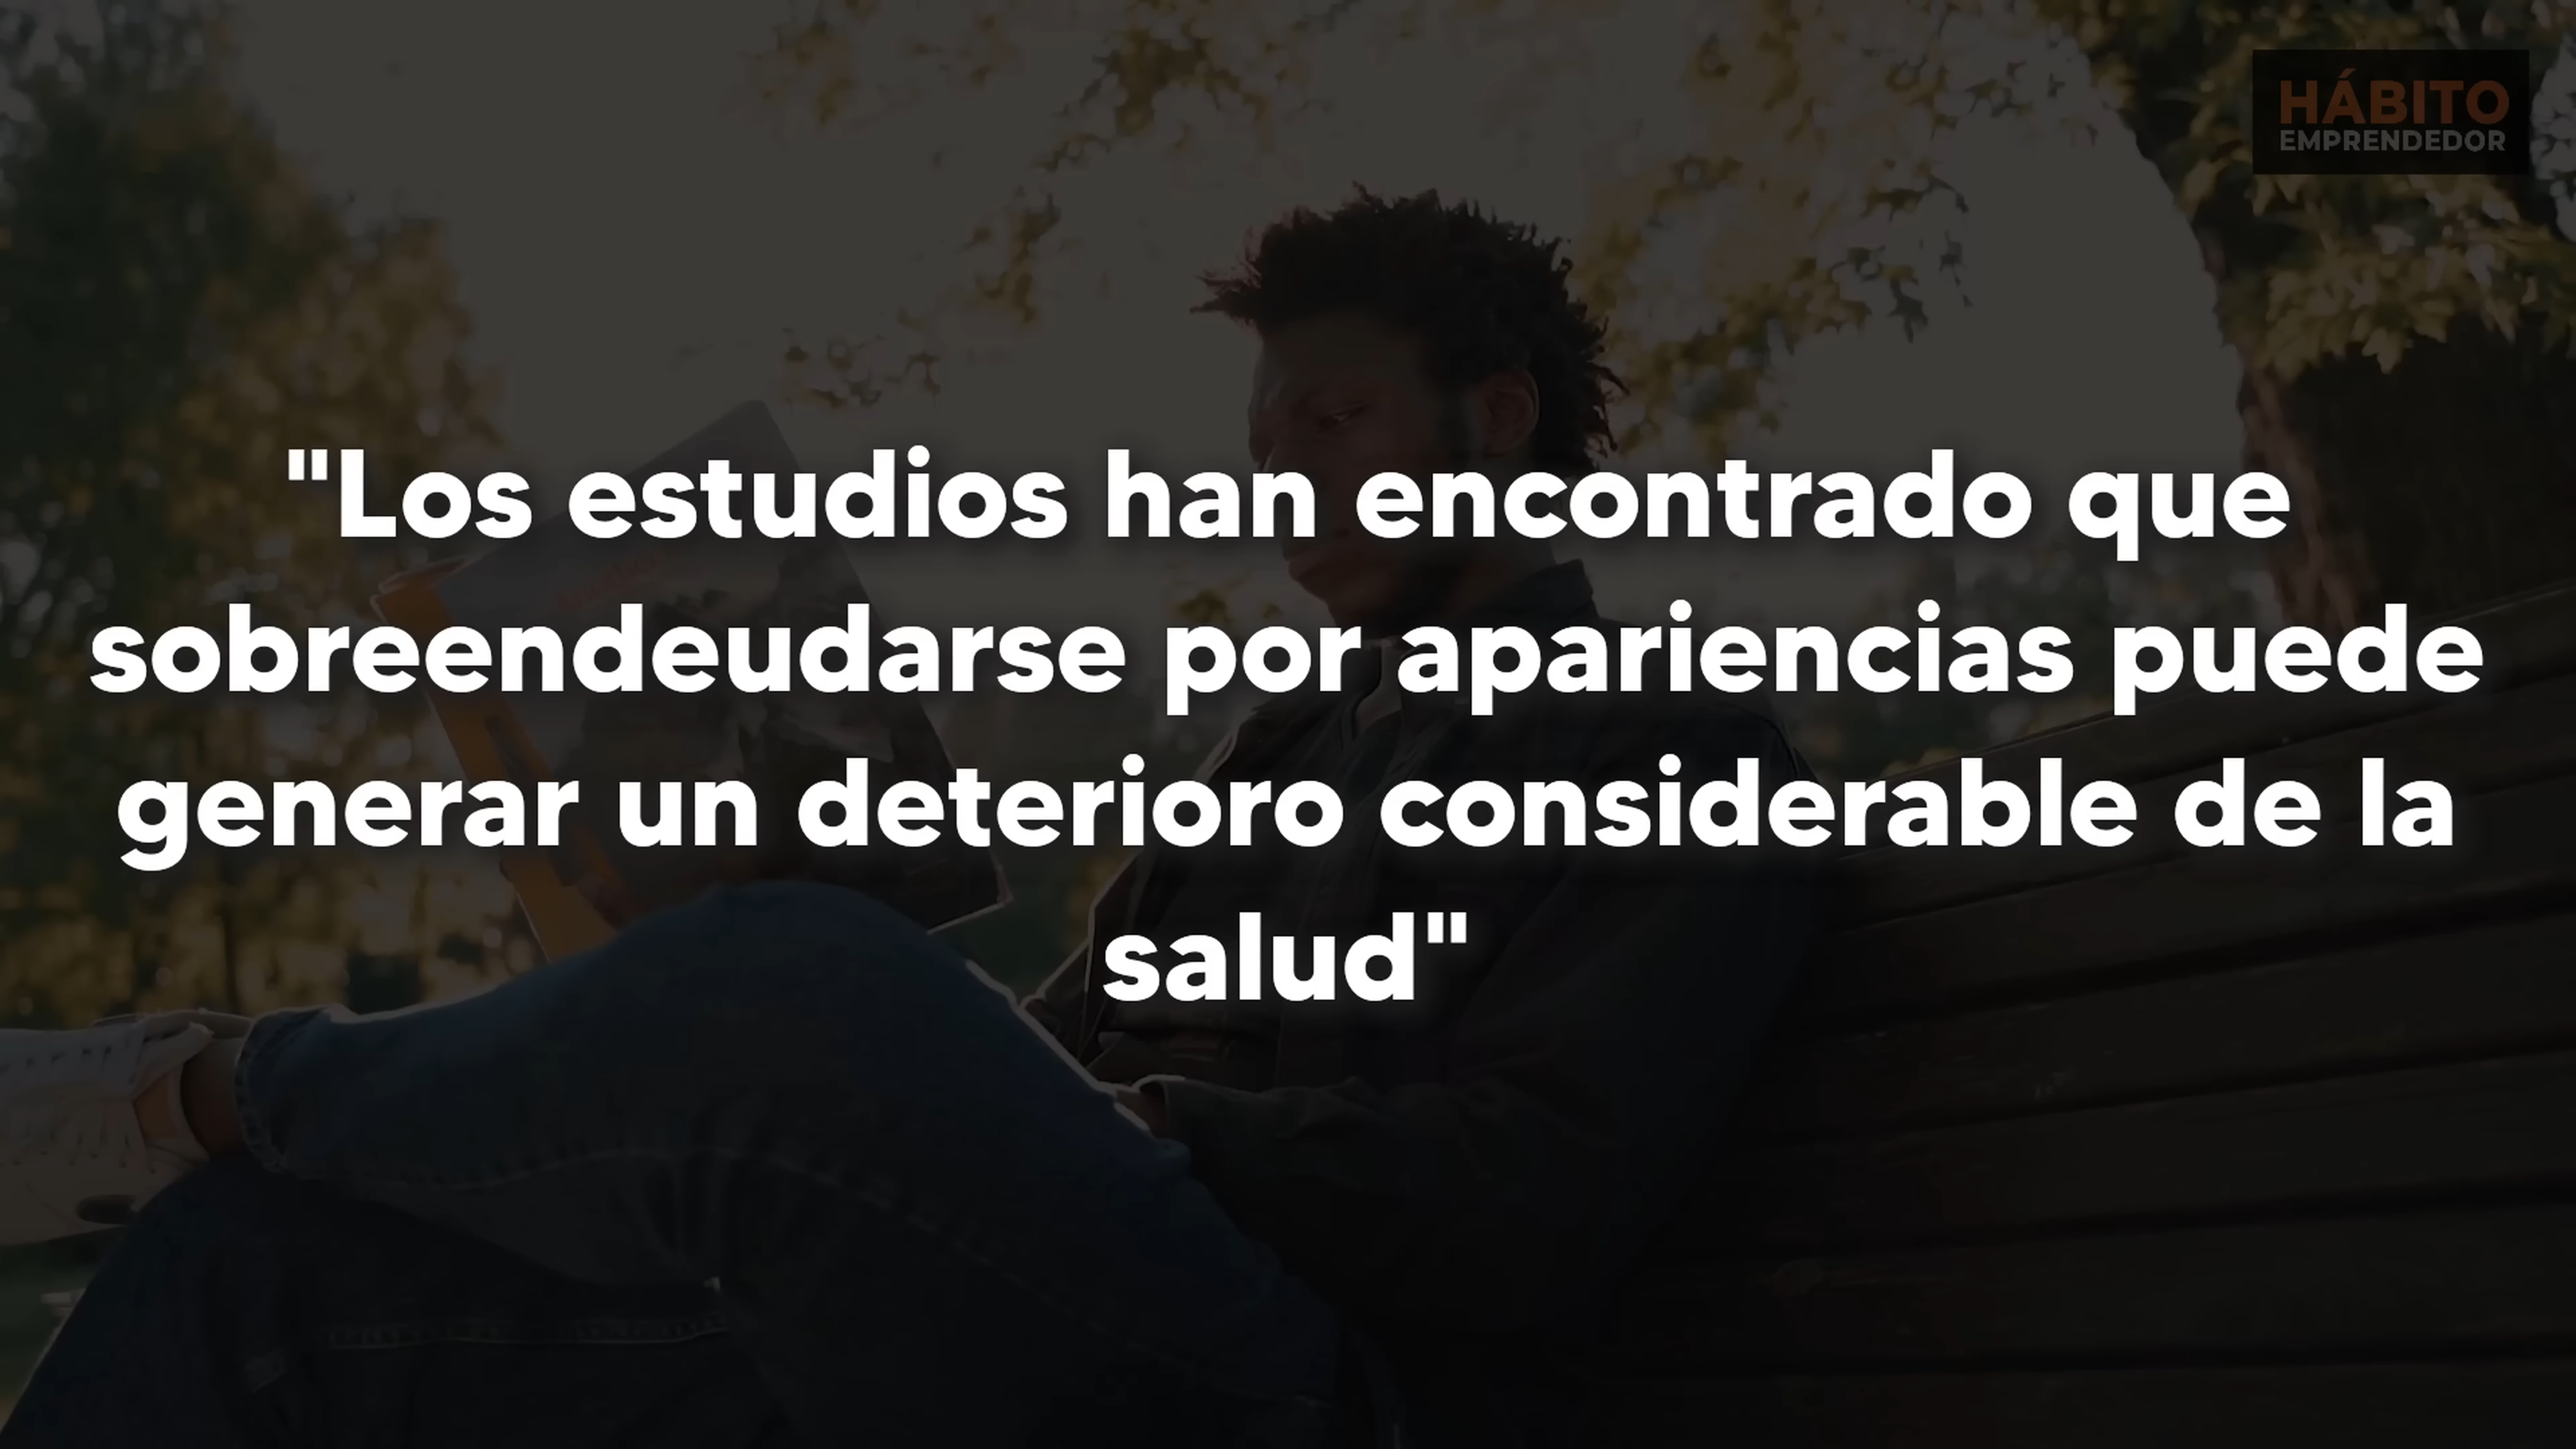 HÁBITO
EMPRENDEDOR
"Los estudios han encontrado que
sobreendeudarse por apariencias puede
generar un deterioro considerable de la
salud"